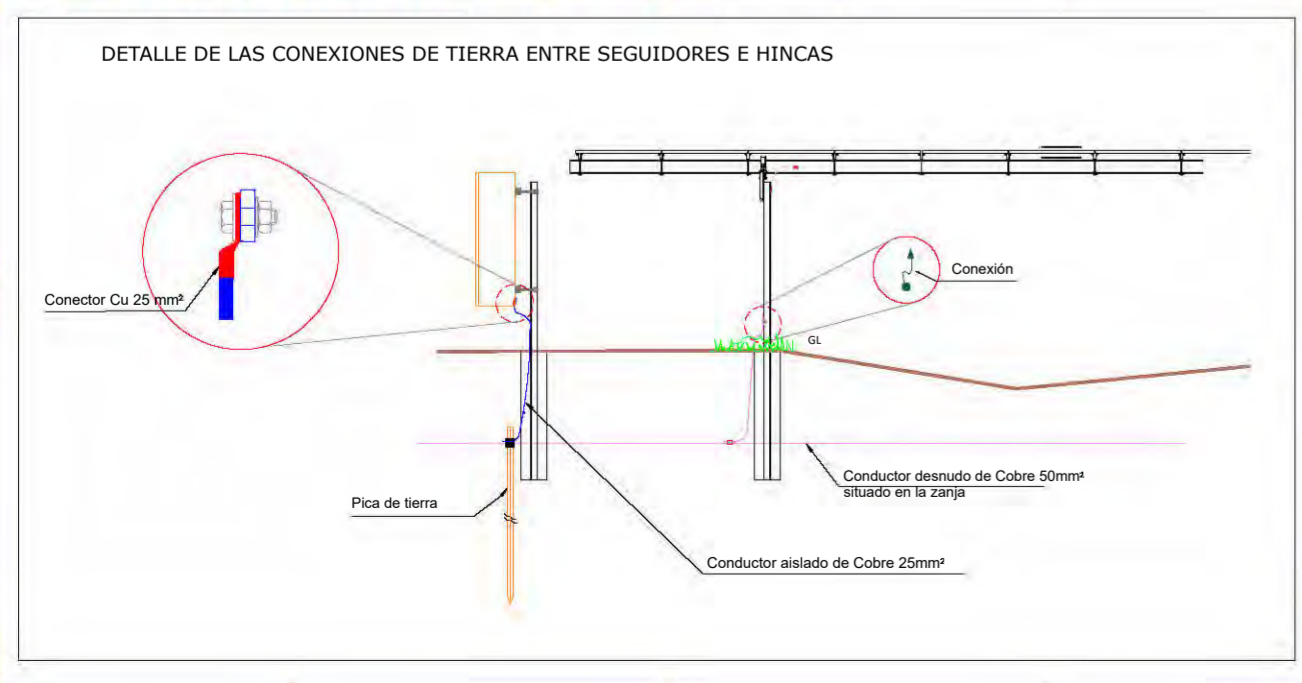 DETALLE DE LAS CONEXIONES DE TIERRA ENTRE SEGUIDORES E HINCAS
Conector Cu 25 mm²
Conexión
GL
Conductor desnudo de Cobre 50mm²
situado en la zanja
Pica de tierra
Conductor aislado de Cobre 25mm²